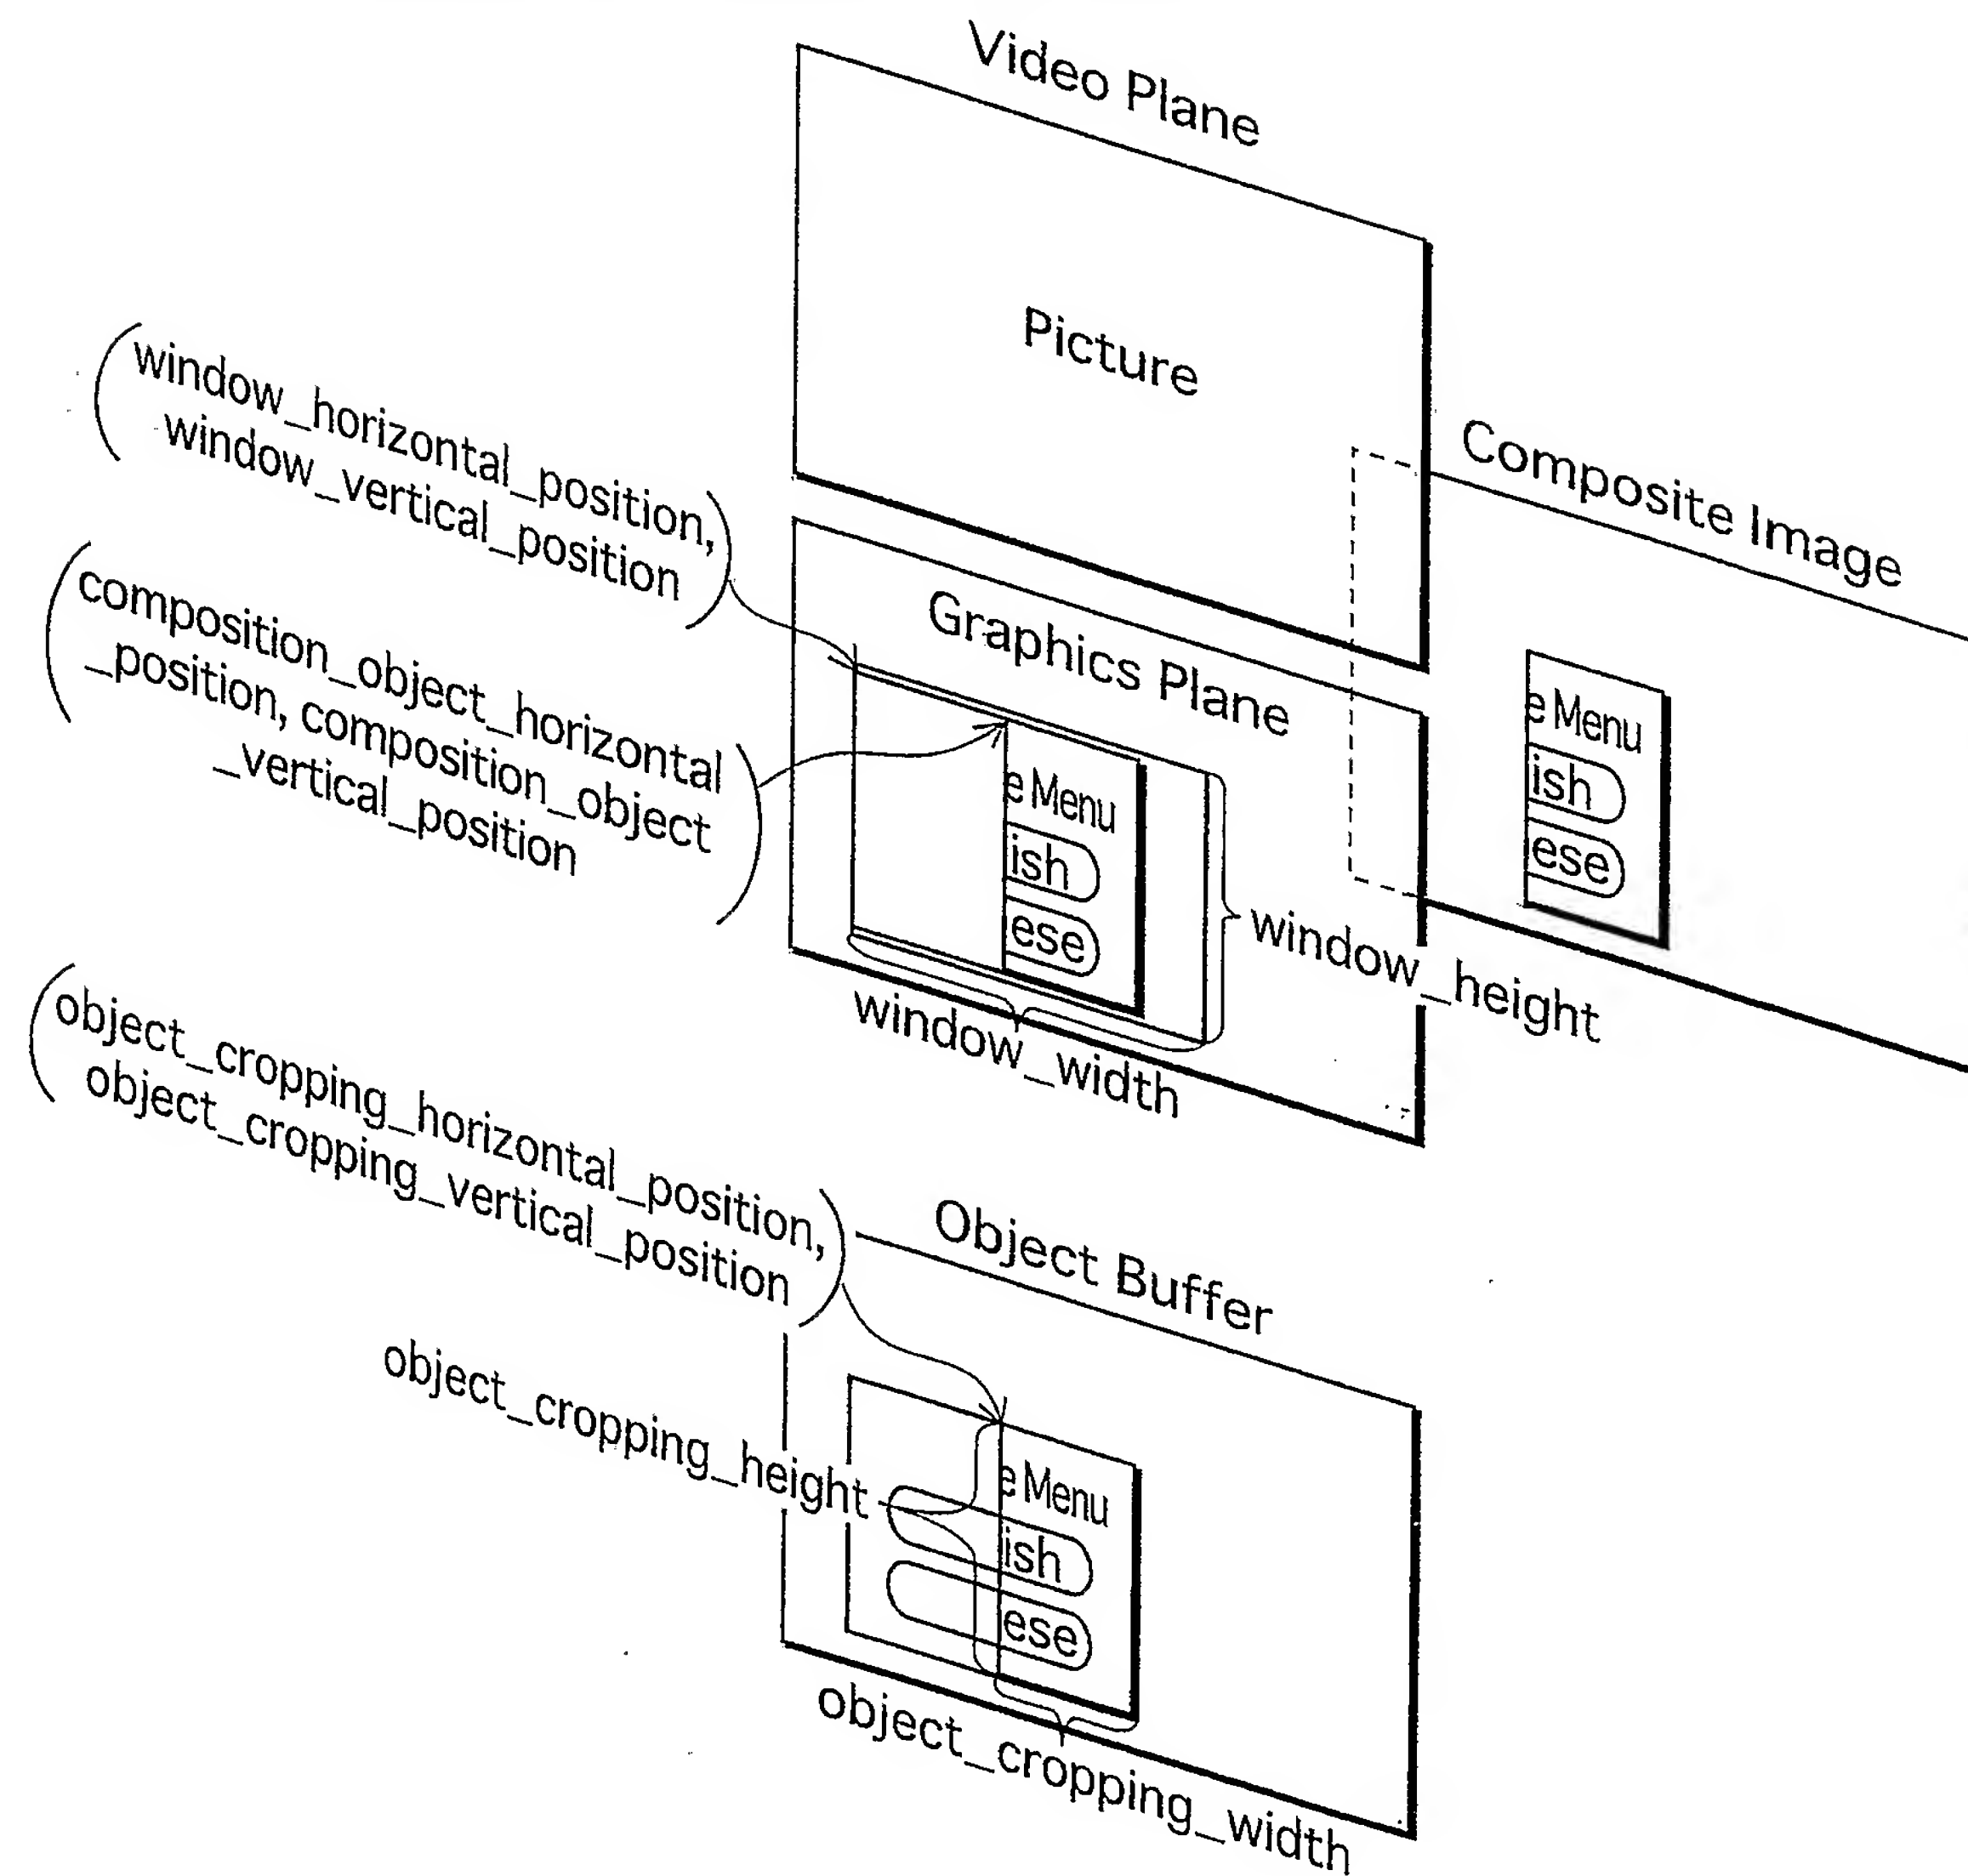 Video Plane
Picture
(window_horizontal_position,
window_vertical_position)
Composite Image
(composition_object_horizontal
_position, composition_object
_vertical_position)
Graphics Plane
e Menu
ish
ese
e Menu
ish
ese
window_height
window_width
(object_cropping_horizontal_position,
object_cropping_vertical_position)
Object Buffer
object_cropping_height
e Menu
ish
ese
object_cropping_width